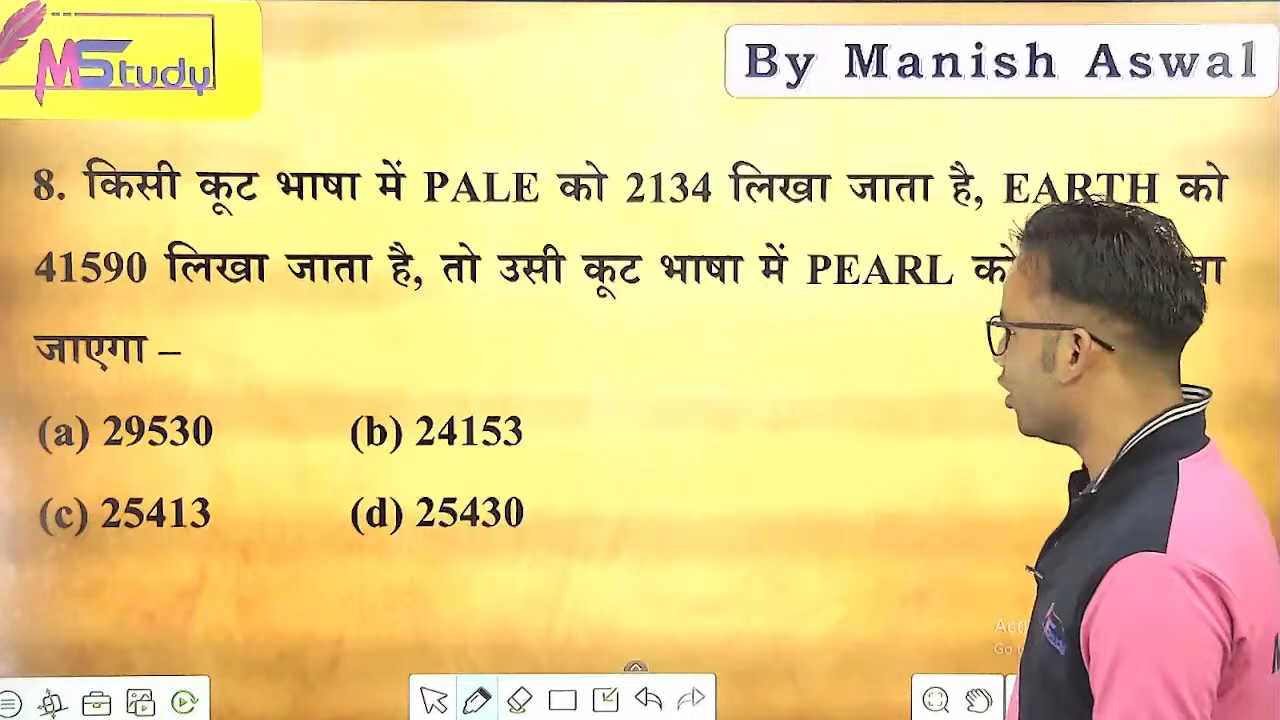 MStudy
By Manish Aswal
8. किसी कूट भाषा में PALE को 2134 लिखा जाता है, EARTH को
41590 लिखा जाता है, तो उसी कूट भाषा में PEARL को
जाएगा –
(a) 29530 (b) 24153
(c) 25413 (d) 25430